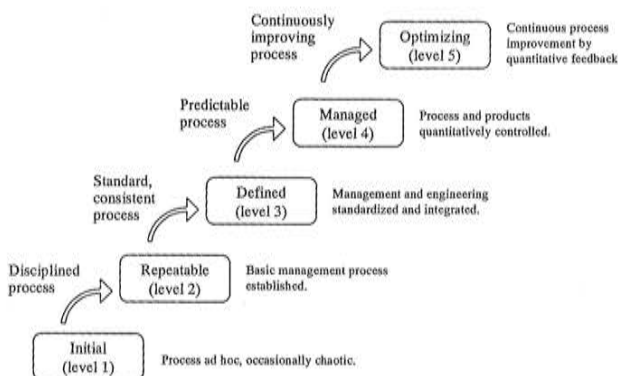 Continuously
improving
process
Optimizing
(level 5)
Continuous process
Improvement by
quantitative feedback
Predictable
process
Managed
(level 4)
Process and products
quantitatively controlled.
Standard,
consistent
process
Defined
(level 3)
Management and engineering
standardized and integrated.
Disciplined
process
Repeatable
(level 2)
Basic management process
established.
Initial
(level 1)
Process ad hoc, occasionally chaotic.